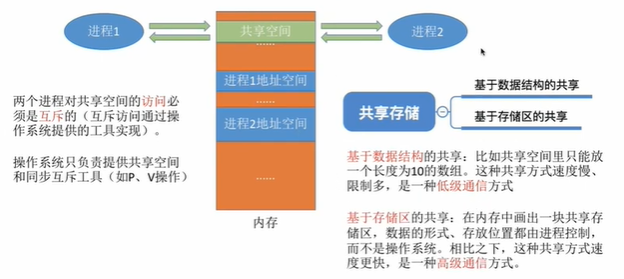 进程1
共享空间
进程2
......
进程1地址空间
......
进程2地址空间
......
内存
两个进程对共享空间的访问必
须是互斥的（互斥访问通过操
作系统提供的工具实现）。
操作系统只负责提供共享空间
和同步互斥工具（如P、V操作）
共享存储
基于数据结构的共享
基于存储区的共享
基于数据结构的共享：比如共享空间里只能放
一个长度为10的数组。这种共享方式速度慢、
限制多，是一种低级通信方式
基于存储区的共享：在内存中画出一块共享存
储区，数据的形式、存放位置都由进程控制，
而不是操作系统。相比之下，这种共享方式速
度更快，是一种高级通信方式。